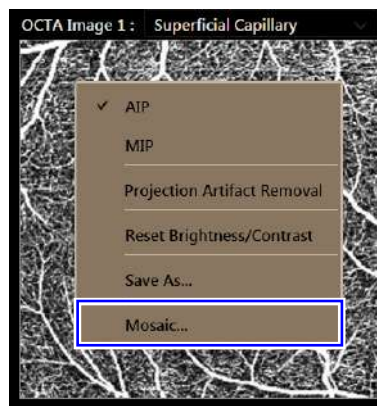 OCTA Image 1 : Superficial Capillary
AIP
MIP
Projection Artifact Removal
Reset Brightness/Contrast
Save As...
Mosaic...